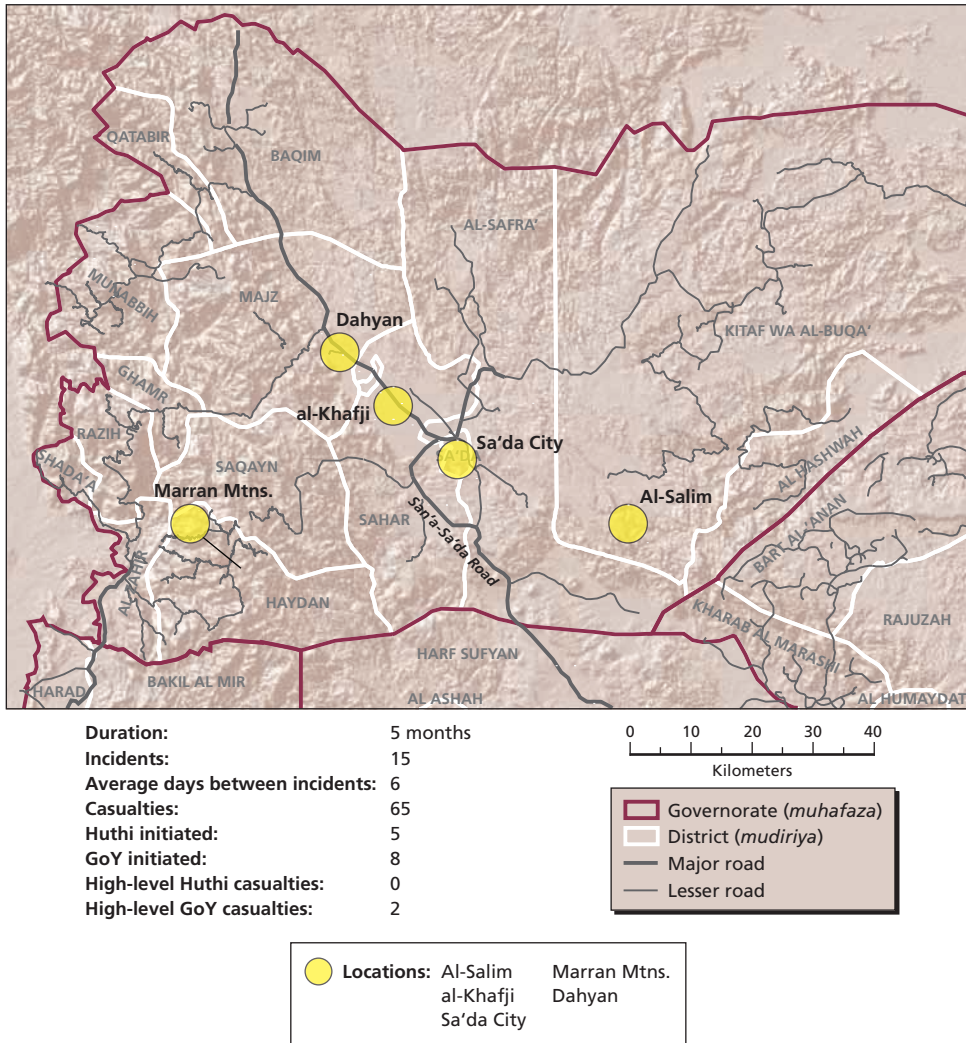 QATABIR
BAQIM
AL-SAFRA'
MUNABBIH
MAJZ
Dahyan
KITAF WA AL-BUQA'
GHAMR
al-Khafji
RAZIH
Sa'da City
SA'DA
SHADA'A
SAQAYN
AL HASHWAH
Marran Mtns.
Al-Salim
SAHAR
San'a-Sa'da Road
BART AL 'ANAN
AL ZAHIR
HAYDAN
KHARAB AL MARASHI
RAJUZAH
HARF SUFYAN
HARAD
BAKIL AL MIR
AL ASHAH
AL HUMAYDAT
Duration: 5 months
Incidents: 15
Average days between incidents: 6
Casualties: 65
Huthi initiated: 5
GoY initiated: 8
High-level Huthi casualties: 0
High-level GoY casualties: 2
0 10 20 30 40
Kilometers
Governorate (muhafaza)
District (mudiriya)
Major road
Lesser road
Locations: Al-Salim Marran Mtns.
al-Khafji Dahyan
Sa'da City